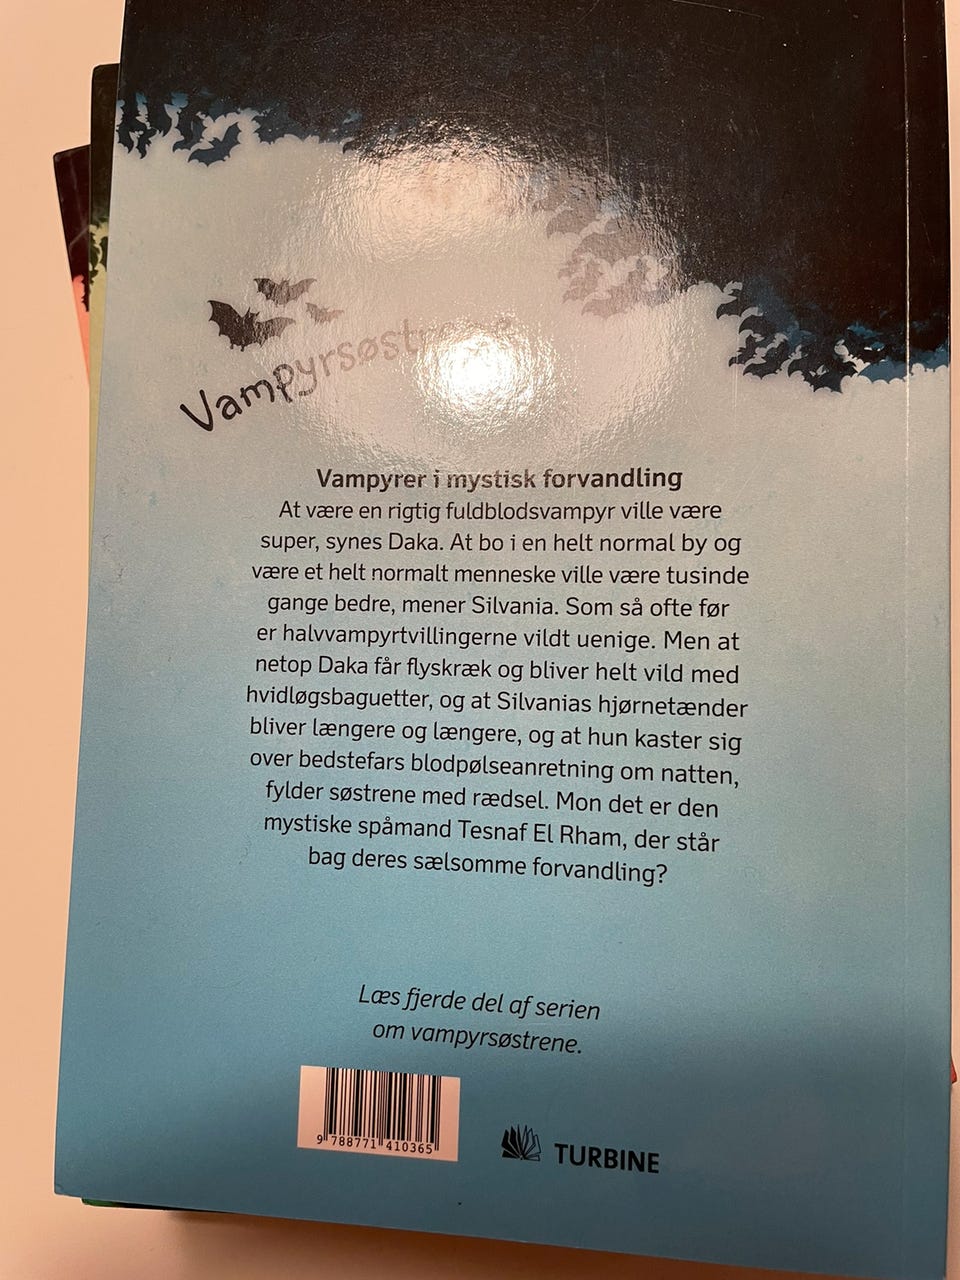 Vampyrsøstrene
Vampyrer i mystisk forvandling
At være en rigtig fuldblodsvampyr ville være
super, synes Daka. At bo i en helt normal by og
være et helt normalt menneske ville være tusinde
gange bedre, mener Silvania. Som så ofte før
er halvvampyrtvillingerne vildt uenige. Men at
netop Daka får flyskræk og bliver helt vild med
hvidløgsbaguetter, og at Silvanias hjørnetænder
bliver længere og længere, og at hun kaster sig
over bedstefars blodpølseanretning om natten,
fylder søstrene med rædsel. Mon det er den
mystiske spåmand Tesnaf El Rham, der står
bag deres sælsomme forvandling?
Læs fjerde del af serien
om vampyrsøstrene.
9 788771 410365
TURBINE